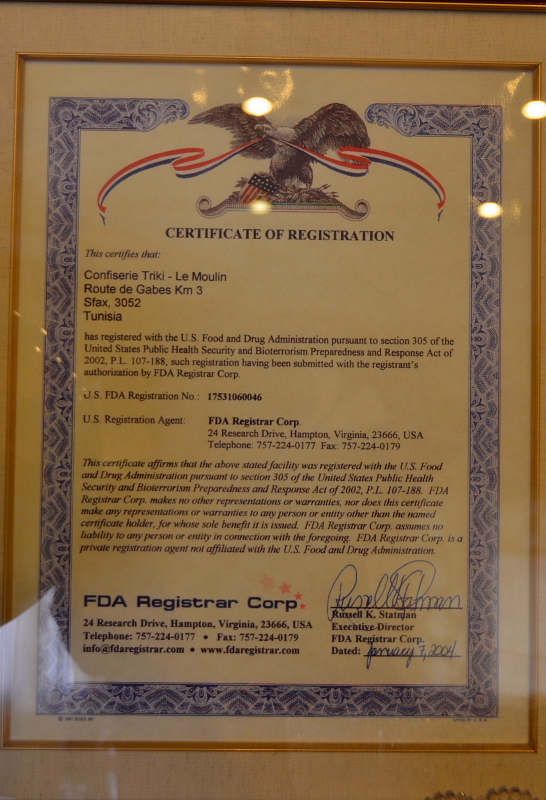 CERTIFICATE OF REGISTRATION
This certifies that:
Confiserie Triki - Le Moulin
Route de Gabes Km 3
Sfax, 3052
Tunisia
has registered with the U.S. Food and Drug Administration pursuant to section 305 of the
United States Public Health Security and Bioterrorism Preparedness and Response Act of
2002, P.L. 107-188, such registration having been submitted with the registrant's
authorization by FDA Registrar Corp.
U.S. FDA Registration No.: 17531060046
U.S. Registration Agent: FDA Registrar Corp.
24 Research Drive, Hampton, Virginia, 23666, USA
Telephone: 757-224-0177 Fax: 757-224-0179
This certificate affirms that the above stated facility was registered with the U.S. Food
and Drug Administration pursuant to section 305 of the United States Public Health
Security and Bioterrorism Preparedness and Response Act of 2002, P.L. 107-188. FDA
Registrar Corp. makes no other representations or warranties, nor does this certificate
make any representations or warranties to any person or entity other than the named
certificate holder, for whose sole benefit it is issued. FDA Registrar Corp. assumes no
liability to any person or entity in connection with the foregoing. FDA Registrar Corp. is a
private registration agent not affiliated with the U.S. Food and Drug Administration.
FDA Registrar Corp.
24 Research Drive, Hampton, Virginia, 23666, USA
Telephone: 757-224-0177 • Fax: 757-224-0179
info@fdaregistrar.com • www.fdaregistrar.com
Russell K. Statman
Russell K. Statman
Executive Director
FDA Registrar Corp.
Dated: January 7, 2004